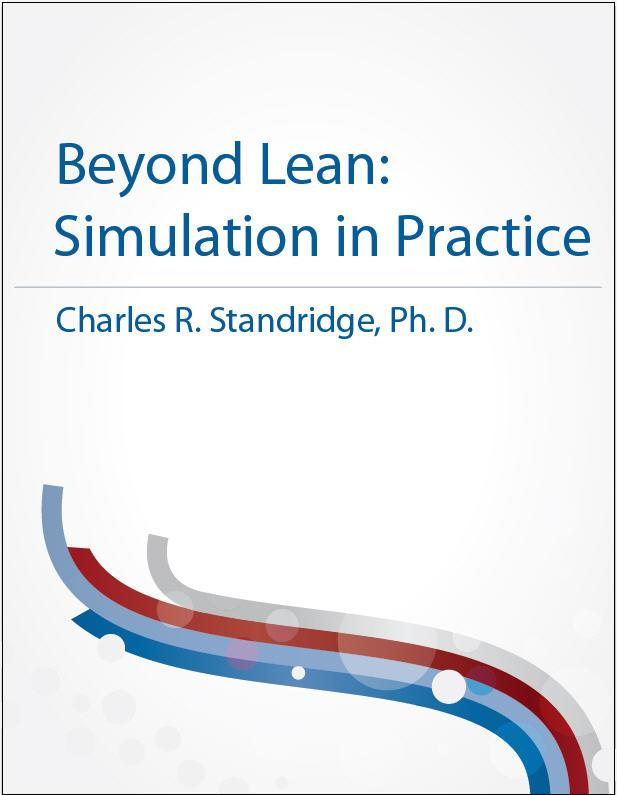 Beyond Lean:
Simulation in Practice
Charles R. Standridge, Ph. D.